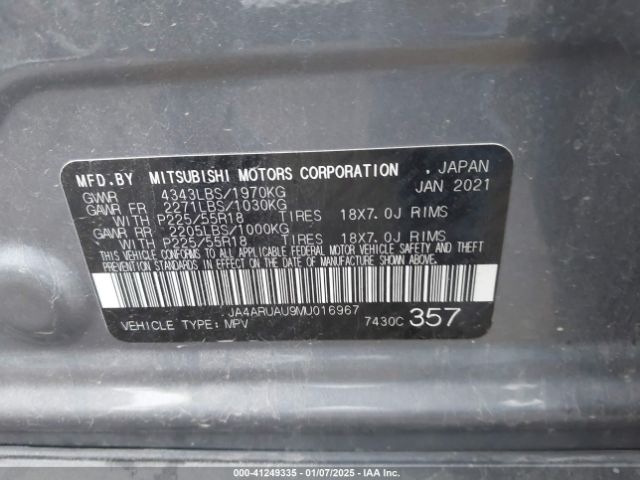 MFD.BY MITSUBISHI MOTORS CORPORATION . JAPAN
GVWR 4343LBS/1970KG JAN 2021
GAWR FR 2271LBS/1030KG
WITH P225/55R18 TIRES 18X7.0J RIMS
GAWR RR 2205LBS/1000KG
WITH P225/55R18 TIRES 18X7.0J RIMS
THIS VEHICLE CONFORMS TO ALL APPLICABLE FEDERAL MOTOR VEHICLE SAFETY, BUMPER, AND THEFT
PREVENTION STANDARDS IN EFFECT ON THE DATE OF MANUFACTURE SHOWN ABOVE.
JA4ARUAU9MU016967
VEHICLE TYPE: MPV 7430C 357
000-41249335 - 01/07/2025 - IAA Inc.